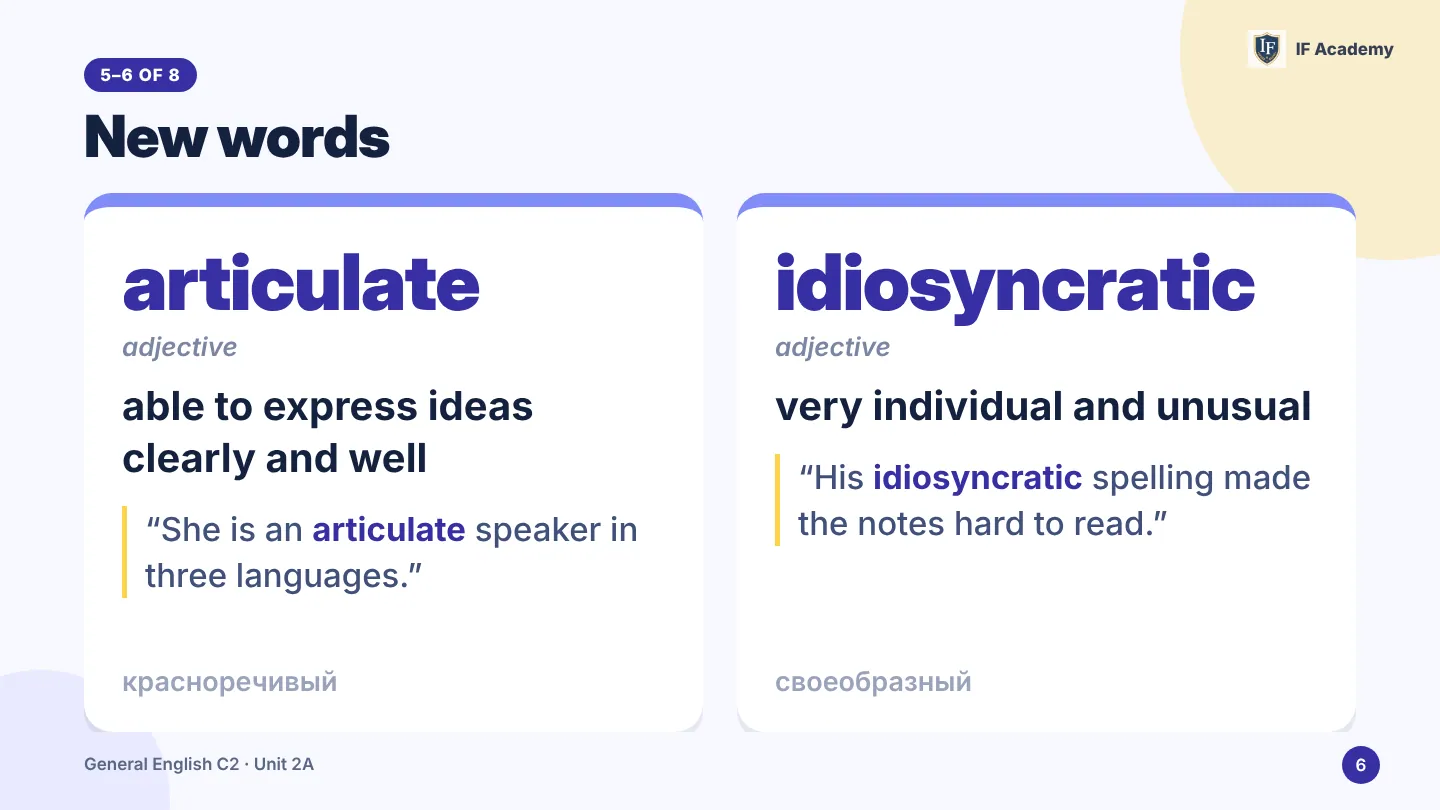 IF
IF Academy
5–6 OF 8
New words
articulate
adjective
able to express ideas
clearly and well
“She is an articulate speaker in
three languages.”
красноречивый
idiosyncratic
adjective
very individual and unusual
“His idiosyncratic spelling made
the notes hard to read.”
своеобразный
General English C2 · Unit 2A
6